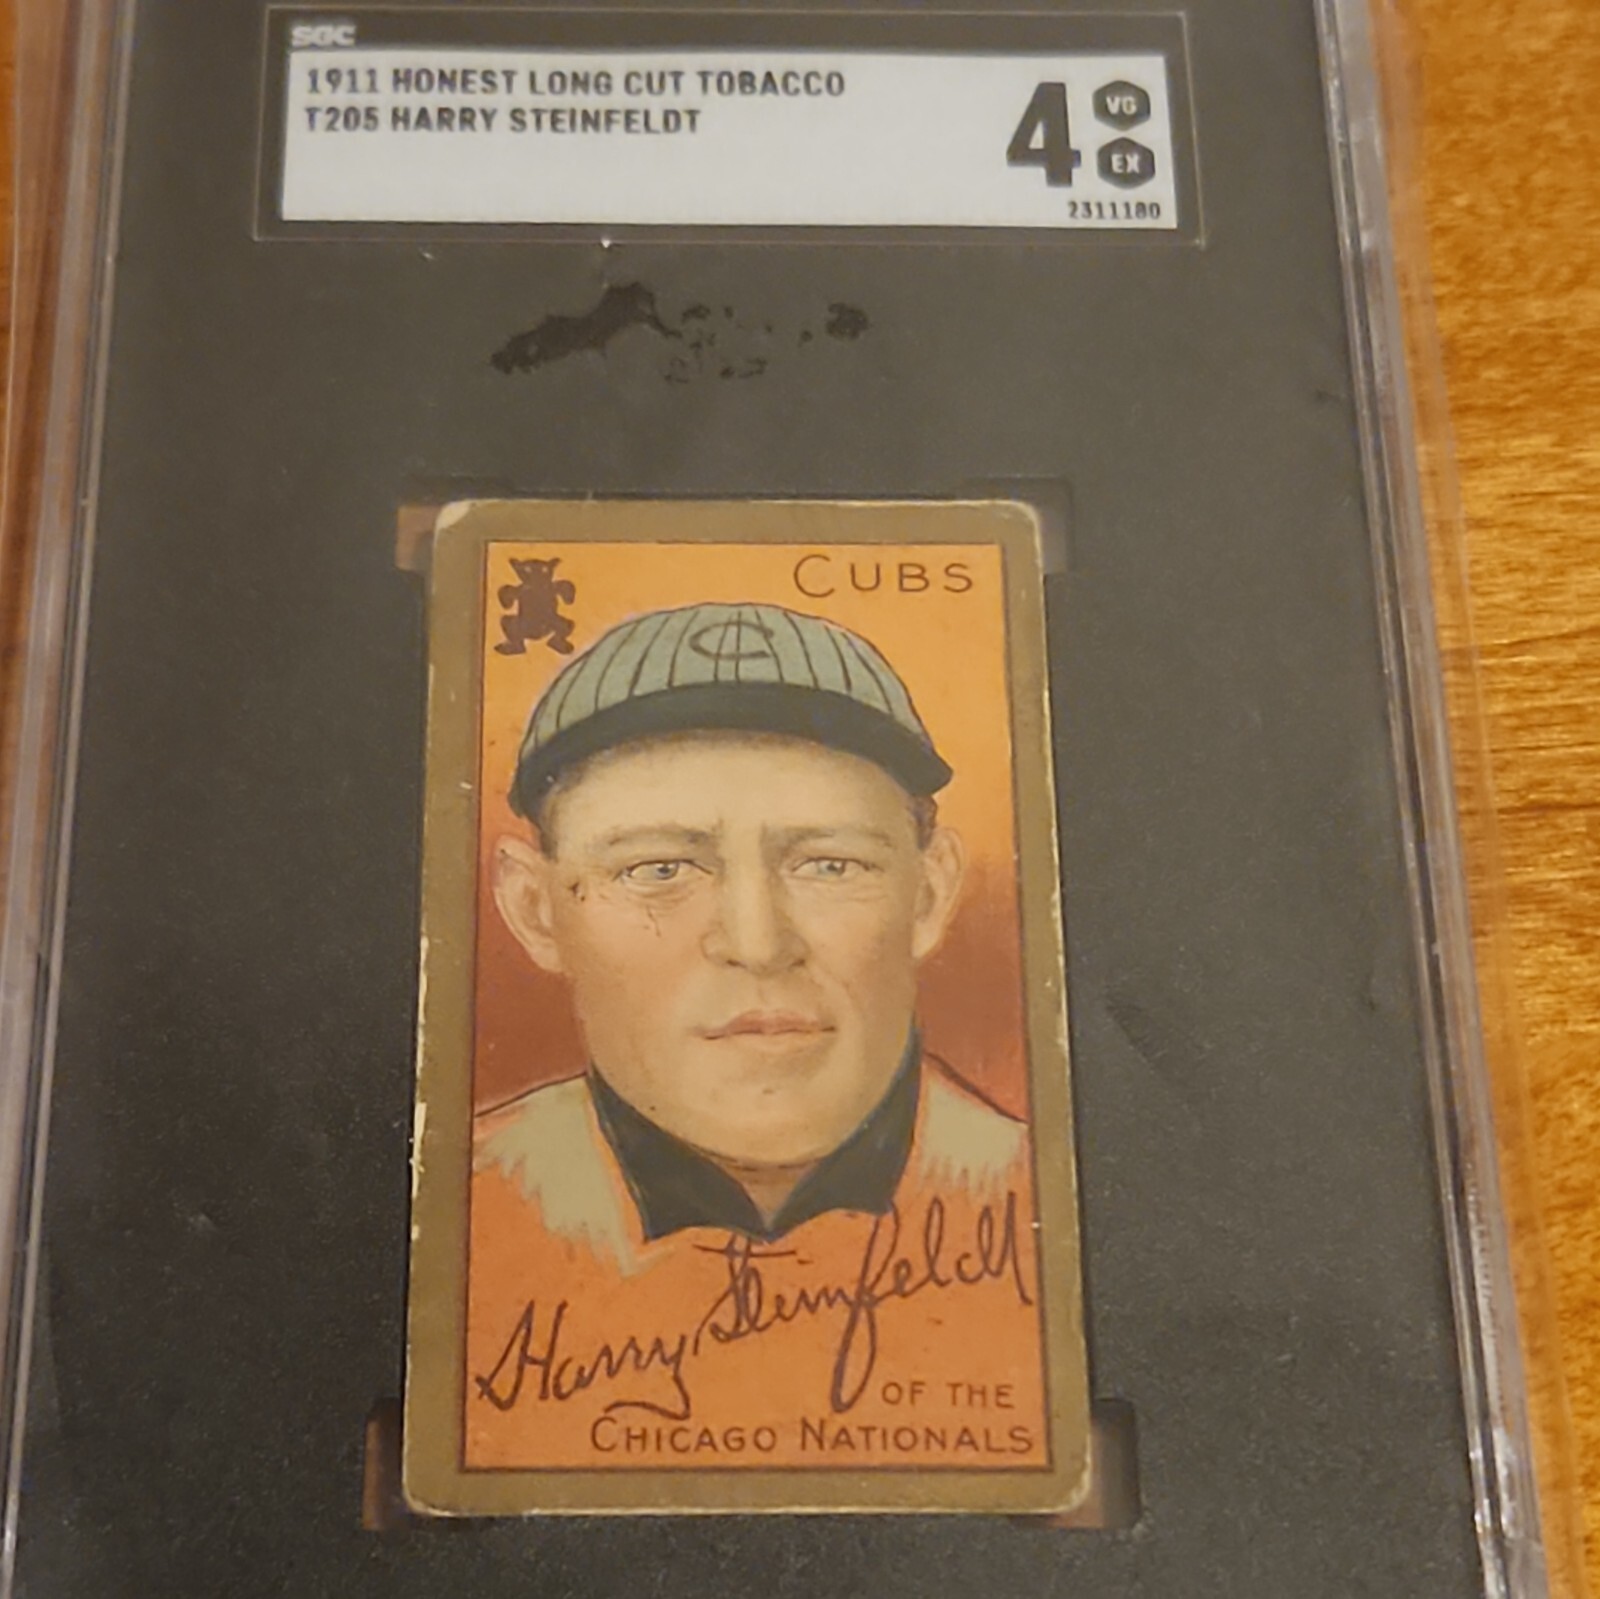 SGC
1911 HONEST LONG CUT TOBACCO
T205 HARRY STEINFELDT
4 VG
EX
2311180
CUBS
C
Harry Steinfeldt
OF THE
CHICAGO NATIONALS